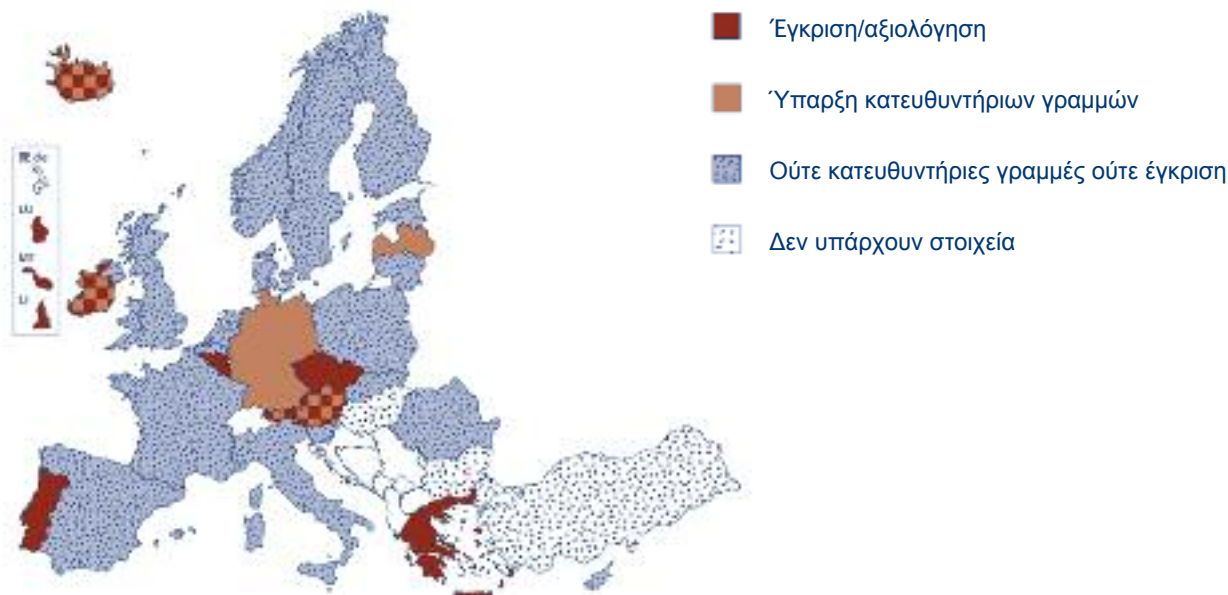 Έγκριση/αξιολόγηση
Ύπαρξη κατευθυντήριων γραμμών
Ούτε κατευθυντήριες γραμμές ούτε έγκριση
Δεν υπάρχουν στοιχεία